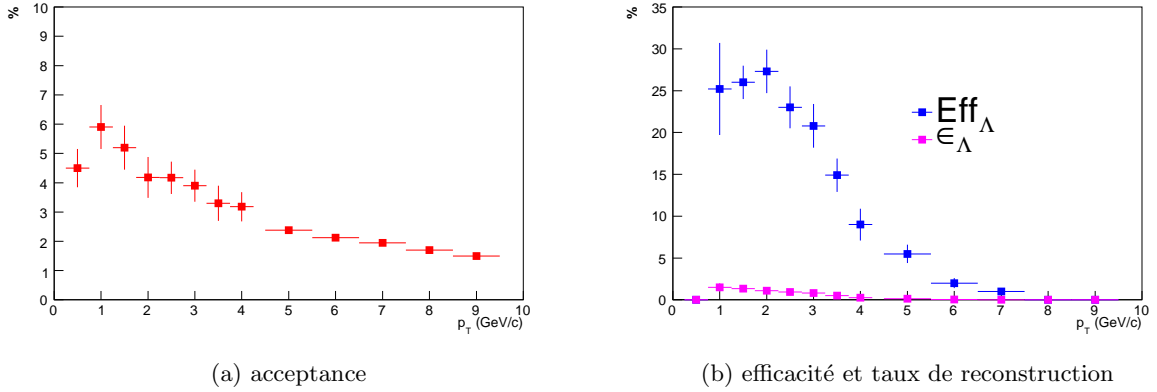 %
10
9
8
7
6
5
4
3
2
1
0
0 1 2 3 4 5 6 7 8 9 10
p_T (GeV/c)
(a) acceptance
%
35
30
25
20
15
10
5
0
0 1 2 3 4 5 6 7 8 9 10
p_T (GeV/c)
Eff_Λ
∈_Λ
(b) efficacité et taux de reconstruction